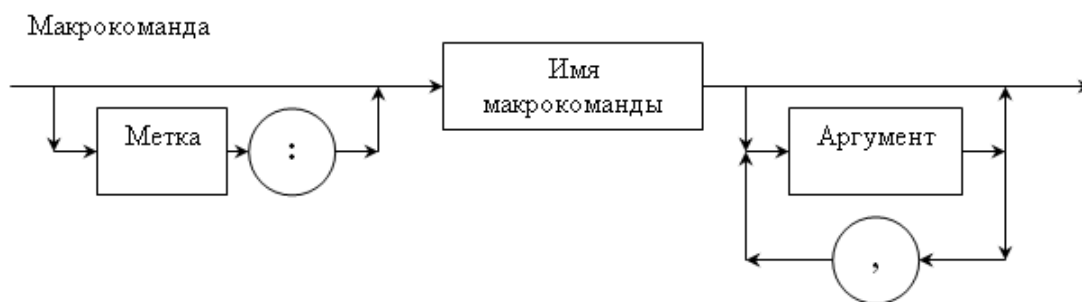 Макрокоманда
Имя
макрокоманды
Метка
:
Аргумент
,